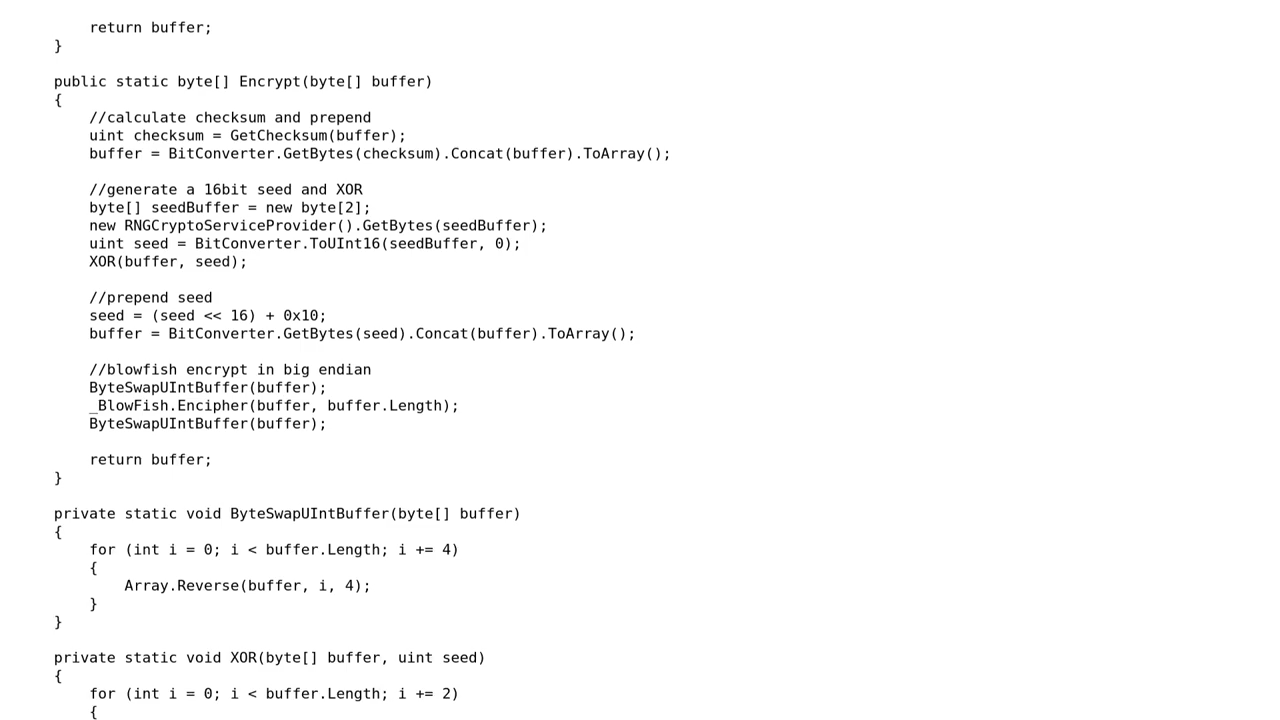 return buffer;
    }

    public static byte[] Encrypt(byte[] buffer)
    {
        //calculate checksum and prepend
        uint checksum = GetChecksum(buffer);
        buffer = BitConverter.GetBytes(checksum).Concat(buffer).ToArray();

        //generate a 16bit seed and XOR
        byte[] seedBuffer = new byte[2];
        new RNGCryptoServiceProvider().GetBytes(seedBuffer);
        uint seed = BitConverter.ToUInt16(seedBuffer, 0);
        XOR(buffer, seed);

        //prepend seed
        seed = (seed << 16) + 0x10;
        buffer = BitConverter.GetBytes(seed).Concat(buffer).ToArray();

        //blowfish encrypt in big endian
        ByteSwapUIntBuffer(buffer);
        _BlowFish.Encipher(buffer, buffer.Length);
        ByteSwapUIntBuffer(buffer);

        return buffer;
    }

    private static void ByteSwapUIntBuffer(byte[] buffer)
    {
        for (int i = 0; i < buffer.Length; i += 4)
        {
            Array.Reverse(buffer, i, 4);
        }
    }

    private static void XOR(byte[] buffer, uint seed)
    {
        for (int i = 0; i < buffer.Length; i += 2)
        {